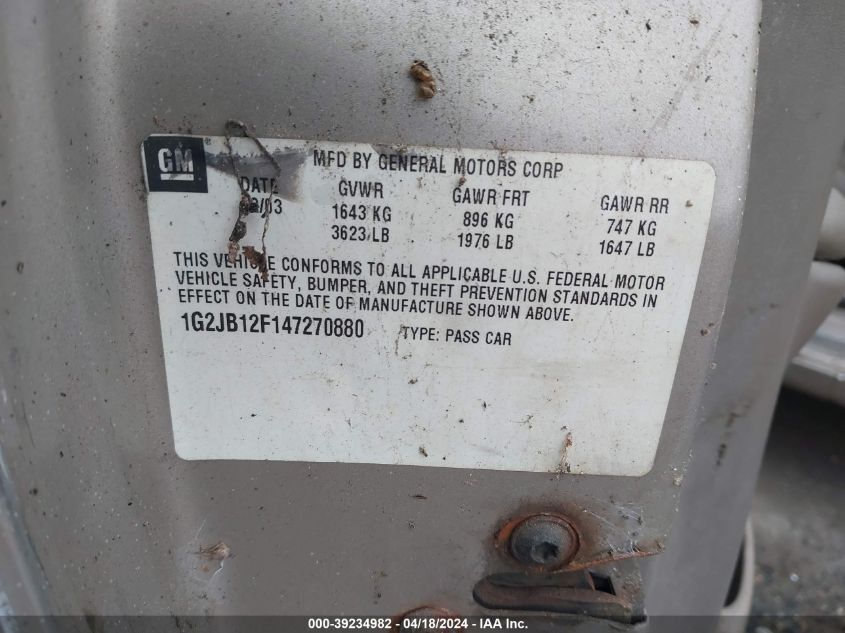 GM
MFD BY GENERAL MOTORS CORP
DATE GVWR GAWR FRT GAWR RR
/03 1643 KG 896 KG 747 KG
3623 LB 1976 LB 1647 LB
THIS VEHICLE CONFORMS TO ALL APPLICABLE U.S. FEDERAL MOTOR
VEHICLE SAFETY, BUMPER, AND THEFT PREVENTION STANDARDS IN
EFFECT ON THE DATE OF MANUFACTURE SHOWN ABOVE.
1G2JB12F147270880 TYPE: PASS CAR
000-39234982 - 04/18/2024 - IAA Inc.